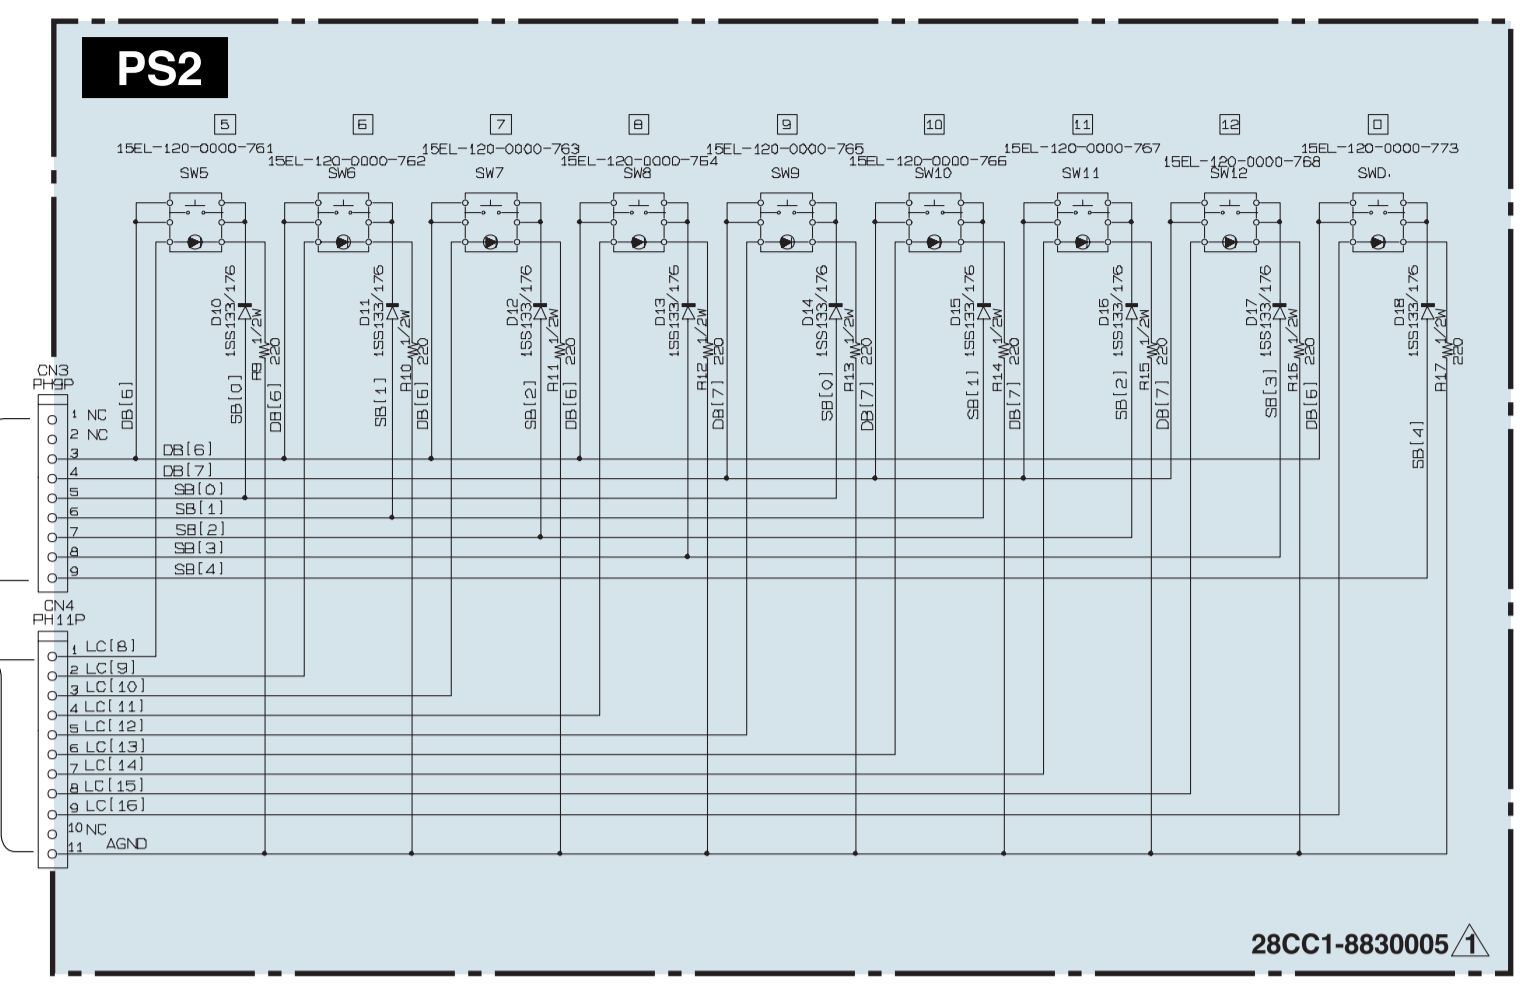 PS2
5 6 7 8 9 10 11 12 0
15EL-120-0000-761
15EL-120-0000-762
15EL-120-0000-763
15EL-120-0000-764
15EL-120-0000-765
15EL-120-0000-766
15EL-120-0000-767
15EL-120-0000-768
15EL-120-0000-773
SW5 SW6 SW7 SW8 SW9 SW10 SW11 SW12 SW0.
D10 1SS133/176 R9 1/2W 220
D11 1SS133/176 R10 1/2W 220
D12 1SS133/176 R11 1/2W 220
D13 1SS133/176 R12 1/2W 220
D14 1SS133/176 R13 1/2W 220
D15 1SS133/176 R14 1/2W 220
D16 1SS133/176 R15 1/2W 220
D17 1SS133/176 R16 1/2W 220
D18 1SS133/176 R17 1/2W 220
DB[6] SB[0] DB[6] SB[1] DB[6] SB[2] DB[6] DB[7] SB[0] DB[7] SB[1] DB[7] SB[2] DB[7] SB[3] DB[6] SB[4]
CN3
PH9P
1 NC
2 NC
3 DB[6]
4 DB[7]
5 SB[0]
6 SB[1]
7 SB[2]
8 SB[3]
9 SB[4]
CN4
PH11P
1 LC[8]
2 LC[9]
3 LC[10]
4 LC[11]
5 LC[12]
6 LC[13]
7 LC[14]
8 LC[15]
9 LC[16]
10 NC
11 AGND
28CC1-8830005 1